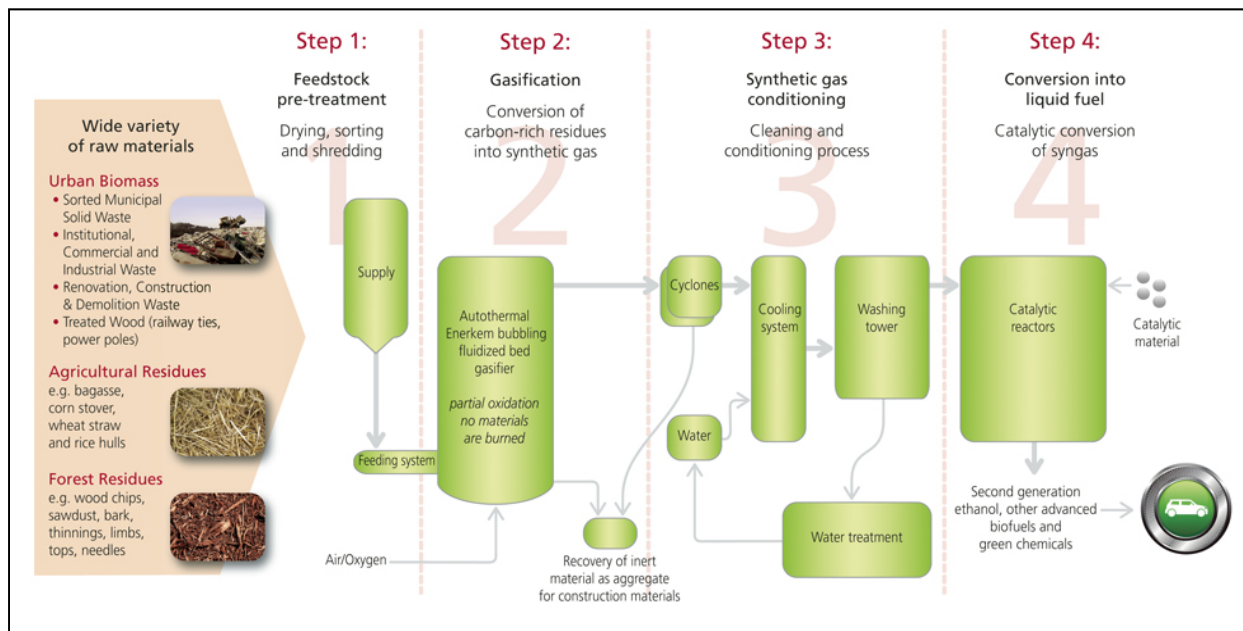 Wide variety
of raw materials
Urban Biomass
• Sorted Municipal
Solid Waste
• Institutional,
Commercial and
Industrial Waste
• Renovation, Construction
& Demolition Waste
• Treated Wood (railway ties,
power poles)
Agricultural Residues
e.g. bagasse,
corn stover,
wheat straw
and rice hulls
Forest Residues
e.g. wood chips,
sawdust, bark,
thinnings, limbs,
tops, needles
Step 1:
Feedstock
pre-treatment
Drying, sorting
and shredding
1
Supply
Feeding system
Air/Oxygen
Step 2:
Gasification
Conversion of
carbon-rich residues
into synthetic gas
2
Autothermal
Enerkem bubbling
fluidized bed
gasifier
partial oxidation
no materials
are burned
Recovery of inert
material as aggregate
for construction materials
Step 3:
Synthetic gas
conditioning
Cleaning and
conditioning process
3
Cyclones
Cooling
system
Washing
tower
Water
Water treatment
Step 4:
Conversion into
liquid fuel
Catalytic conversion
of syngas
4
Catalytic
reactors
Catalytic
material
Second generation
ethanol, other advanced
biofuels and
green chemicals